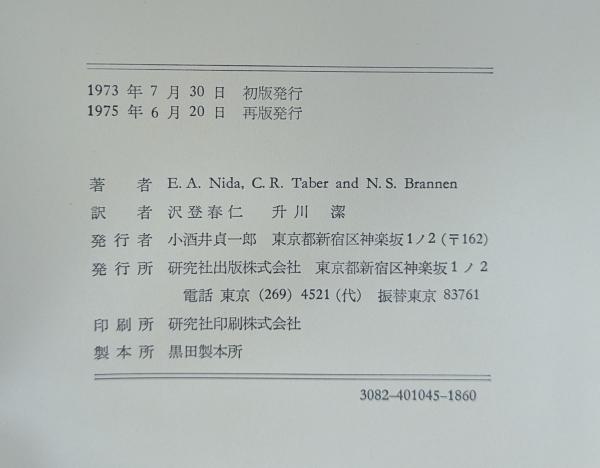 1973 年 7 月 30 日 初版発行
1975 年 6 月 20 日 再版発行
著 者 E. A. Nida, C. R. Taber and N. S. Brannen
訳 者 沢登春仁 升川 潔
発行者 小酒井貞一郎 東京都新宿区神楽坂1ノ2 (〒162)
発行所 研究社出版株式会社 東京都新宿区神楽坂1ノ2
電話 東京 (269) 4521 (代) 振替東京 83761
印刷所 研究社印刷株式会社
製本所 黒田製本所
3082-401045-1860